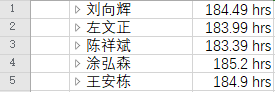 1 ▷ 刘向辉 184.49 hrs
2 ▷ 左文正 183.99 hrs
3 ▷ 陈祥斌 183.39 hrs
4 ▷ 涂弘森 185.2 hrs
5 ▷ 王安栋 184.9 hrs